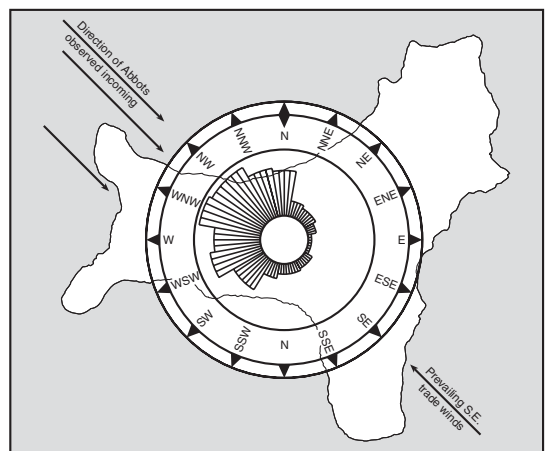 Direction of Abbots
observed incoming
N
NNE
NE
ENE
E
ESE
SE
SSE
N
SSW
SW
WSW
W
WNW
NW
NNW
Prevailing S.E.
trade winds